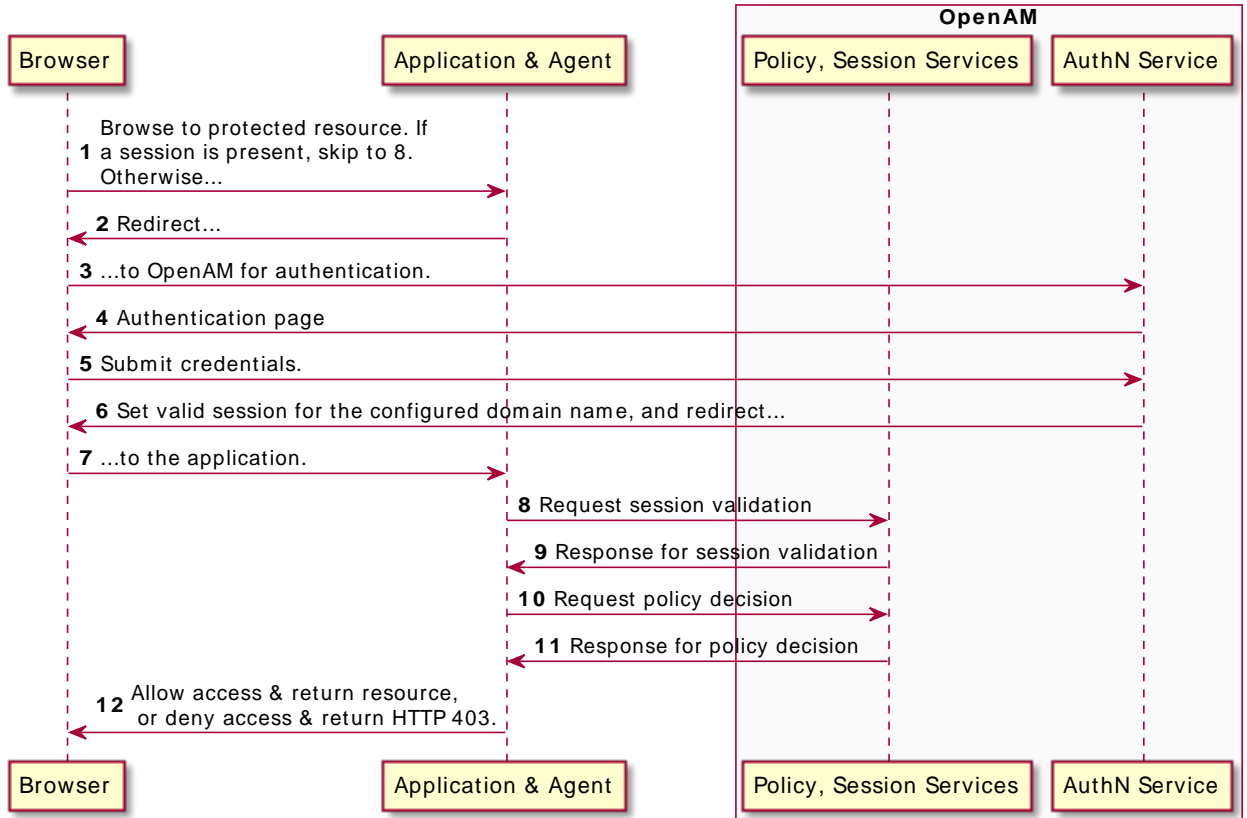 OpenAM
Browser
Application & Agent
Policy, Session Services
AuthN Service
Browse to protected resource. If
1 a session is present, skip to 8.
Otherwise...
2 Redirect...
3 ...to OpenAM for authentication.
4 Authentication page
5 Submit credentials.
6 Set valid session for the configured domain name, and redirect...
7 ...to the application.
8 Request session validation
9 Response for session validation
10 Request policy decision
11 Response for policy decision
Allow access & return resource,
12
or deny access & return HTTP 403.
Browser
Application & Agent
Policy, Session Services
AuthN Service